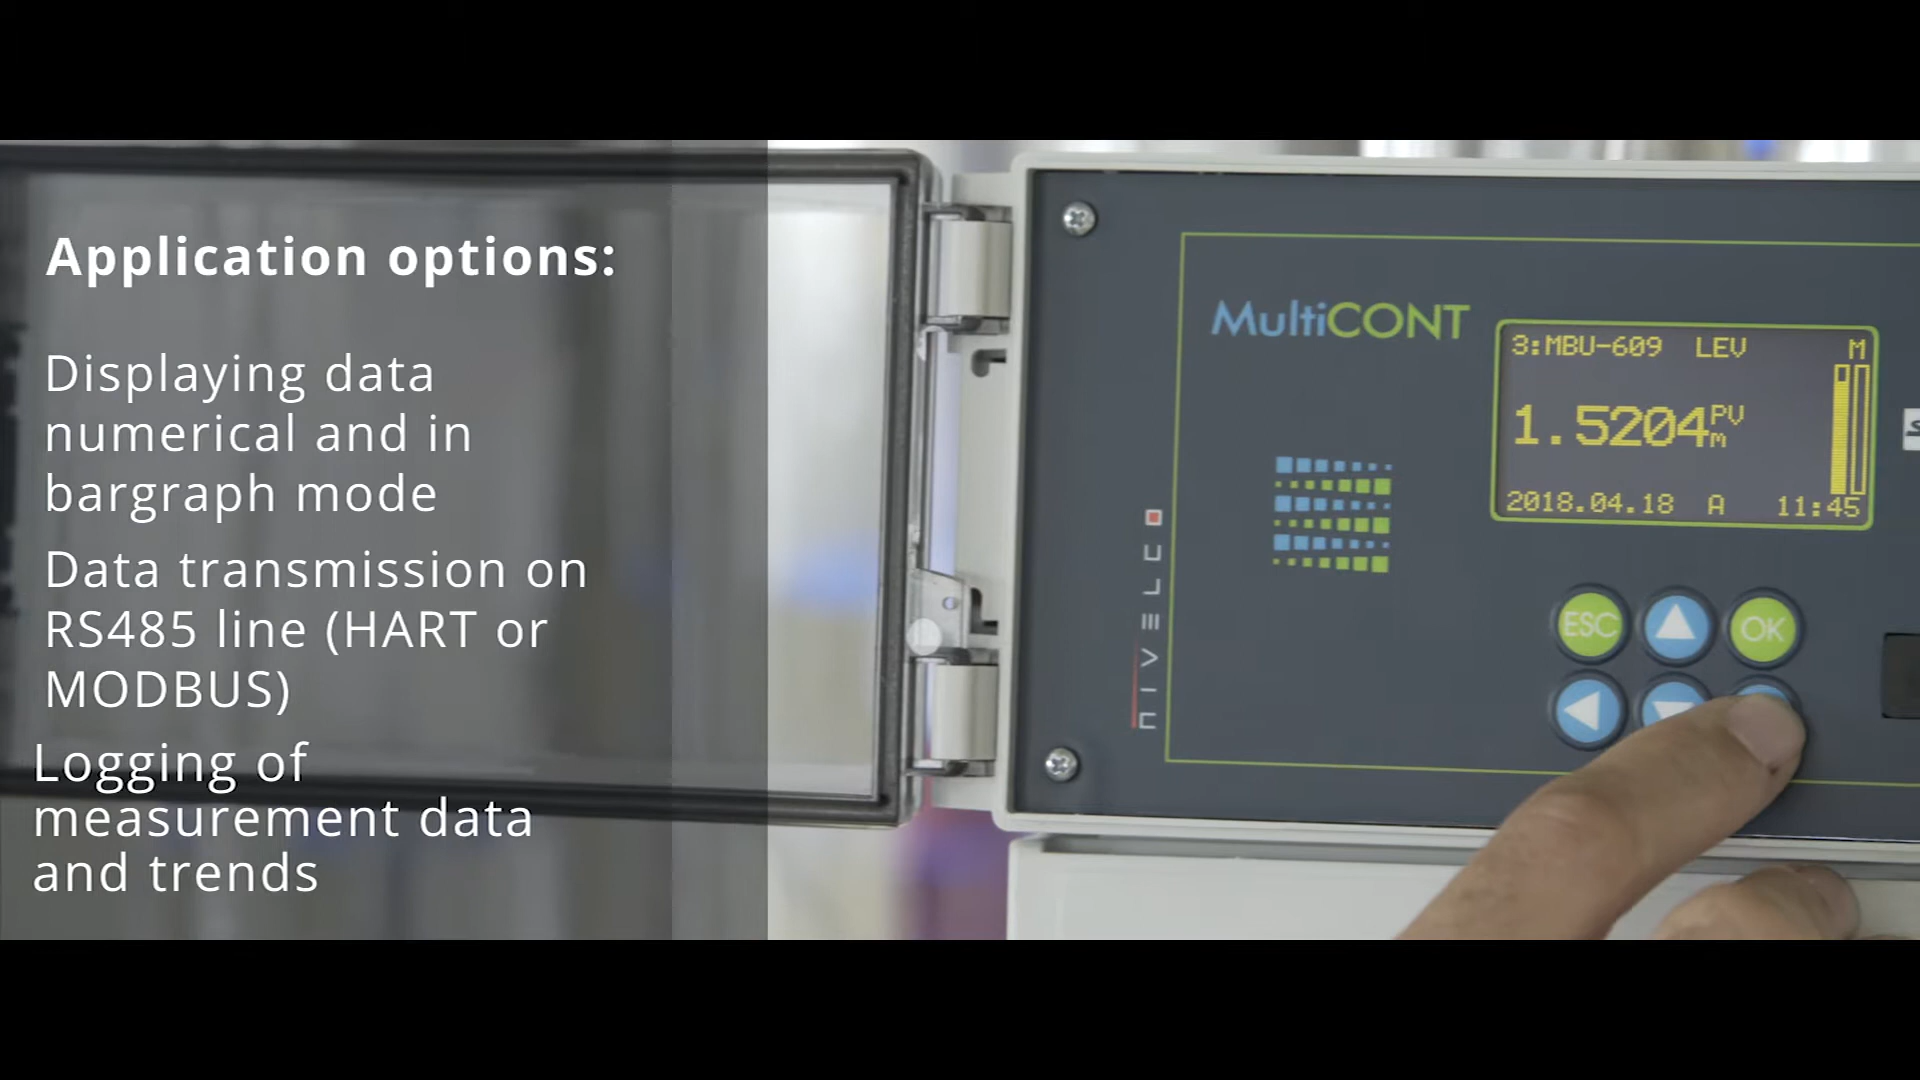 Application options:
Displaying data
numerical and in
bargraph mode
Data transmission on
RS485 line (HART or
MODBUS)
Logging of
measurement data
and trends
MultiCONT
3:MBU-609 LEV M
1.5204 PV
m
2018.04.18 A 11:45
NIVELCO
ESC
OK